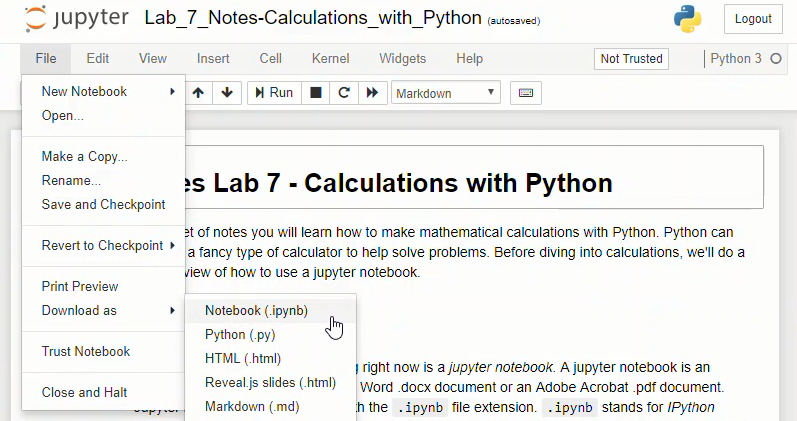 jupyter Lab_7_Notes-Calculations_with_Python (autosaved) Logout
File Edit View Insert Cell Kernel Widgets Help Not Trusted Python 3
New Notebook
Open...
Make a Copy...
Rename...
Save and Checkpoint
Revert to Checkpoint
Print Preview
Download as
Trust Notebook
Close and Halt
Notebook (.ipynb)
Python (.py)
HTML (.html)
Reveal.js slides (.html)
Markdown (.md)
Run Markdown
es Lab 7 - Calculations with Python
et of notes you will learn how to make mathematical calculations with Python. Python can
a fancy type of calculator to help solve problems. Before diving into calculations, we'll do a
view of how to use a jupyter notebook.
g right now is a jupyter notebook. A jupyter notebook is an
Word .docx document or an Adobe Acrobat .pdf document.
th the .ipynb file extension. .ipynb stands for IPython